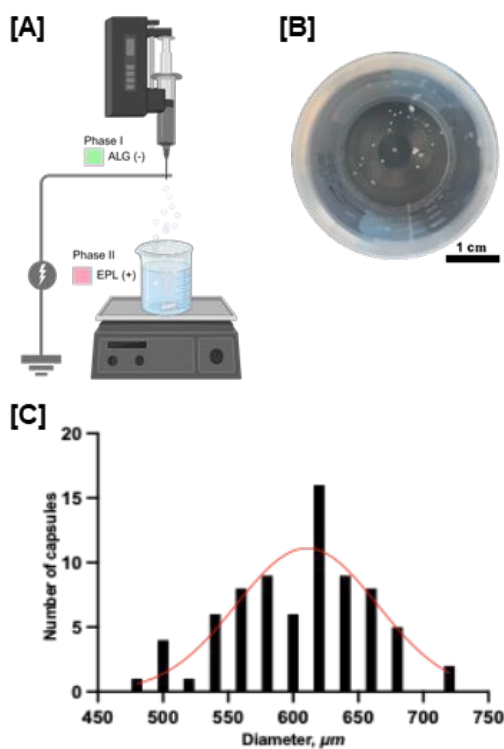 [A]
Phase I
ALG (-)
Phase II
EPL (+)
[B]
1 cm
[C]
Number of capsules
20
15
10
5
0
450 500 550 600 650 700 750
Diameter, µm